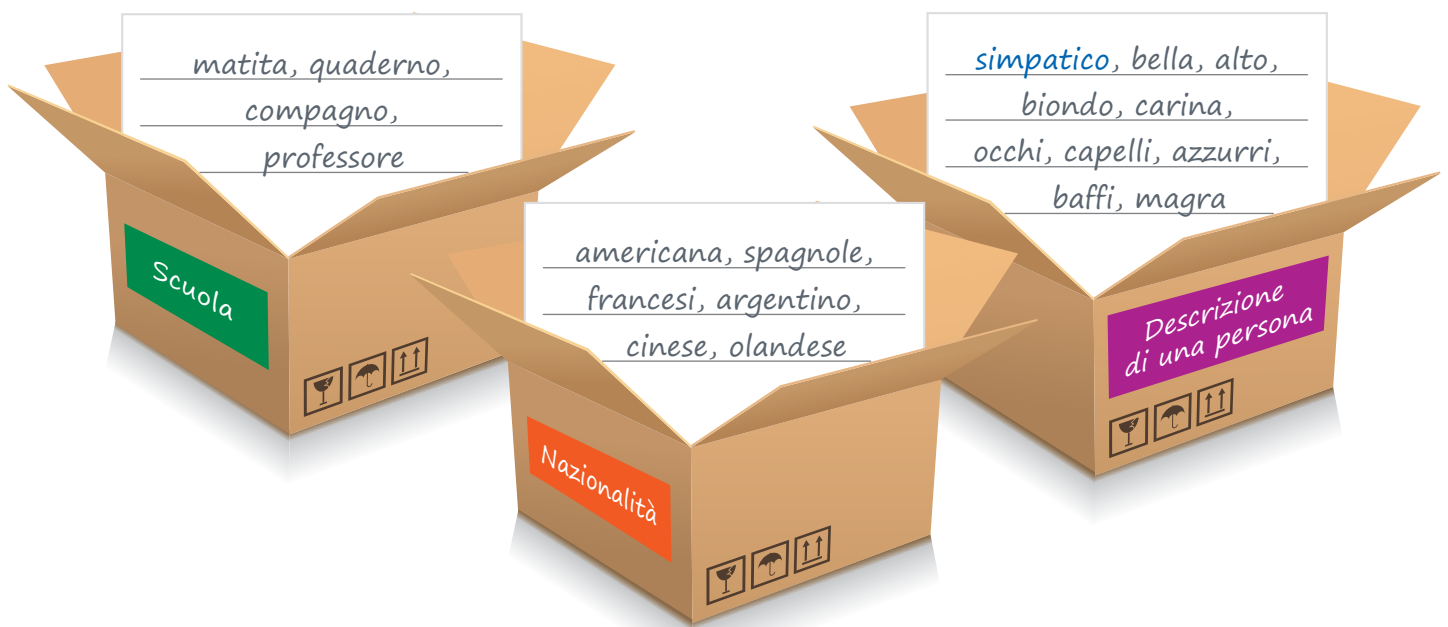 matita, quaderno,
compagno,
professore
Scuola
americana, spagnole,
francesi, argentino,
cinese, olandese
Nazionalità
simpatico, bella, alto,
biondo, carina,
occhi, capelli, azzurri,
baffi, magra
Descrizione
di una persona